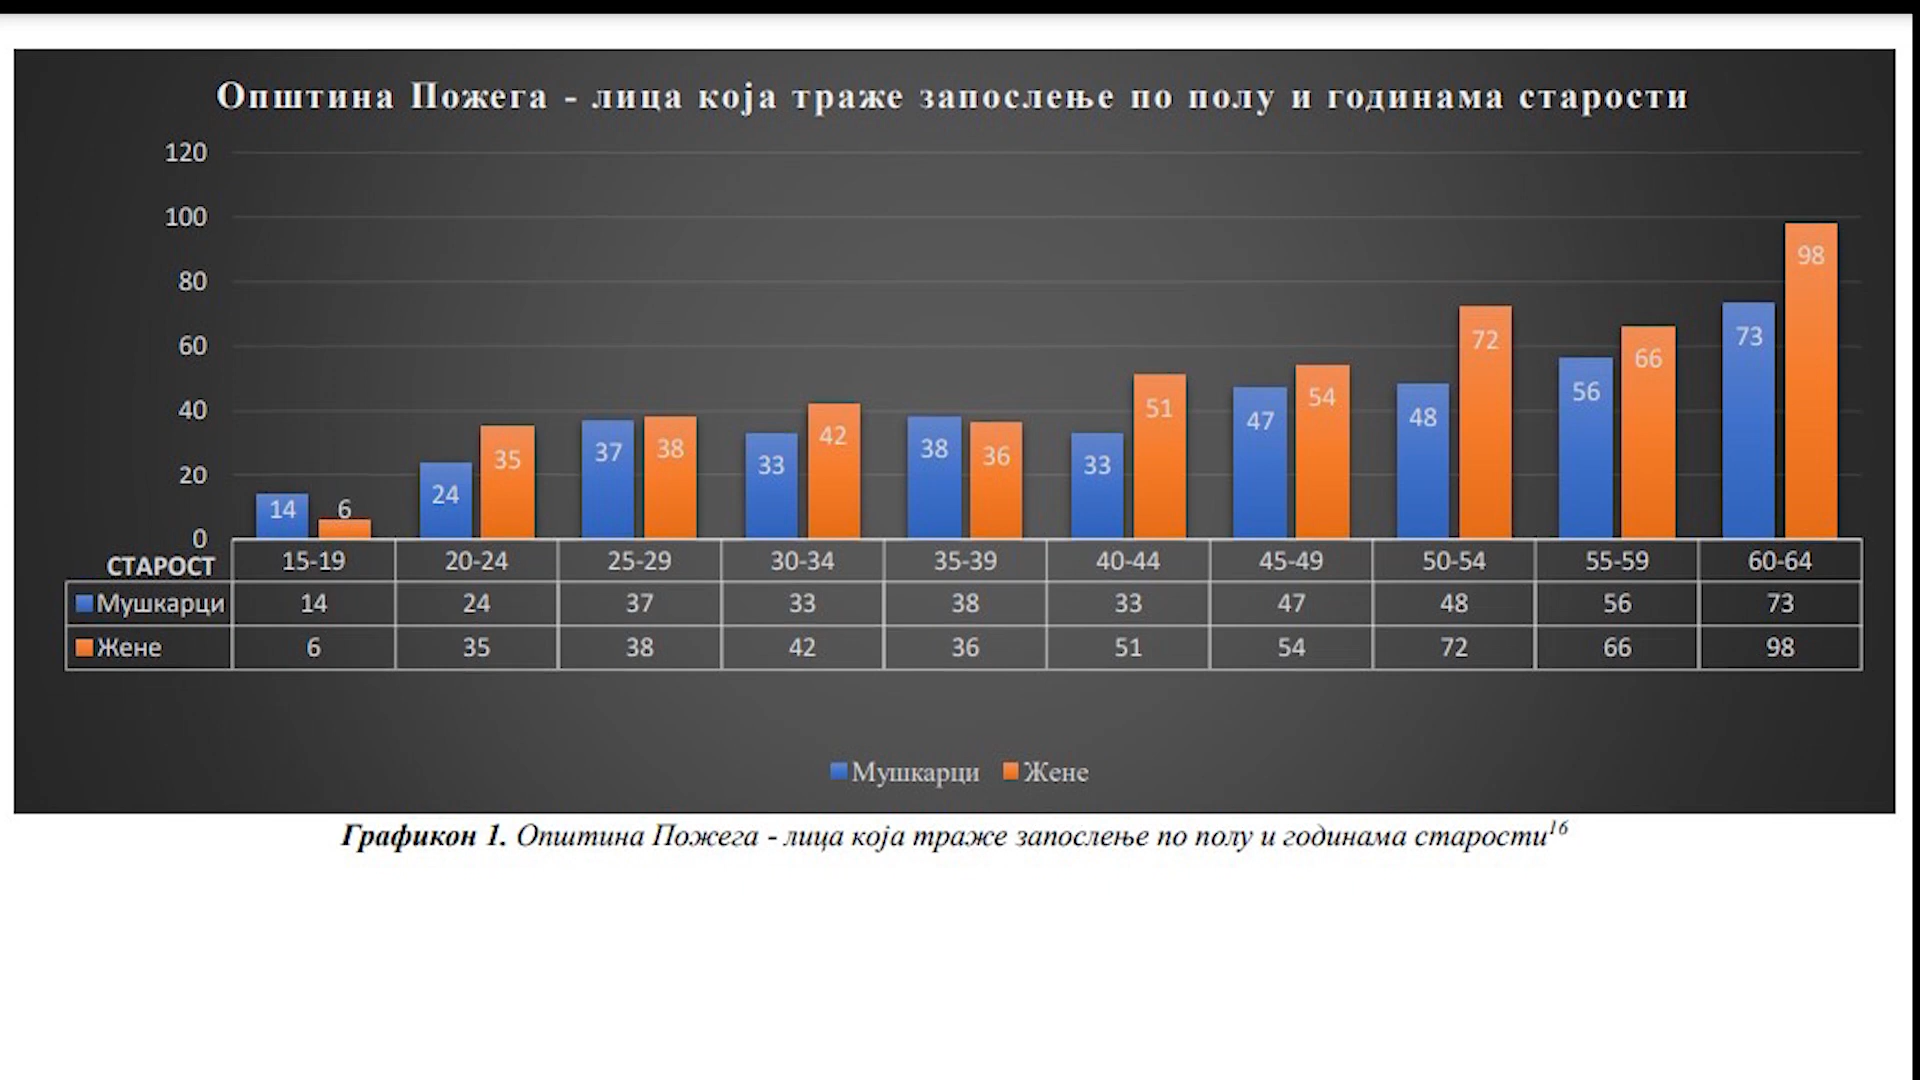 Општина Пожега - лица која траже запослење по полу и годинама старости
120
100
80
60
40
20
0
14 6 24 35 37 38 33 42 38 36 33 51 47 54 48 72 56 66 73 98
СТАРОСТ 15-19 20-24 25-29 30-34 35-39 40-44 45-49 50-54 55-59 60-64
Мушкарци 14 24 37 33 38 33 47 48 56 73
Жене 6 35 38 42 36 51 54 72 66 98
Мушкарци Жене
Графикон 1. Општина Пожега - лица која траже запослење по полу и годинама старости16